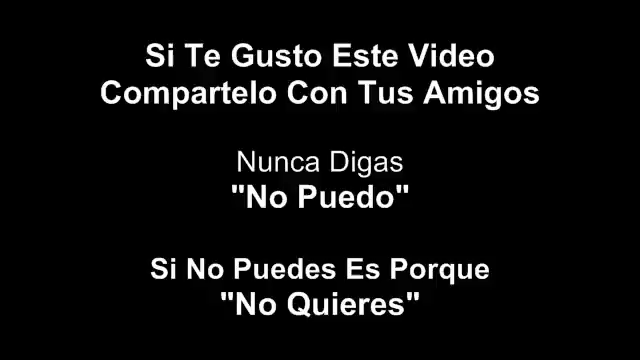 Si Te Gusto Este Video
Compartelo Con Tus Amigos
Nunca Digas
"No Puedo"
Si No Puedes Es Porque
"No Quieres"